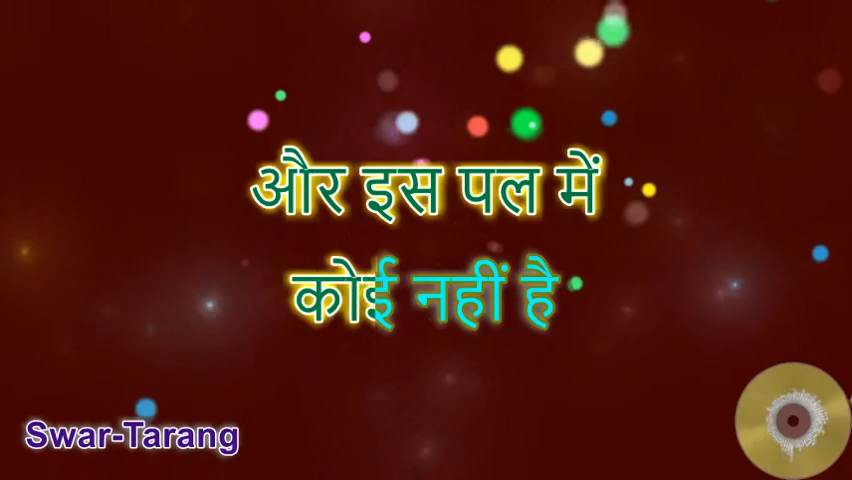 और इस पल में
कोई नहीं है
Swar-Tarang